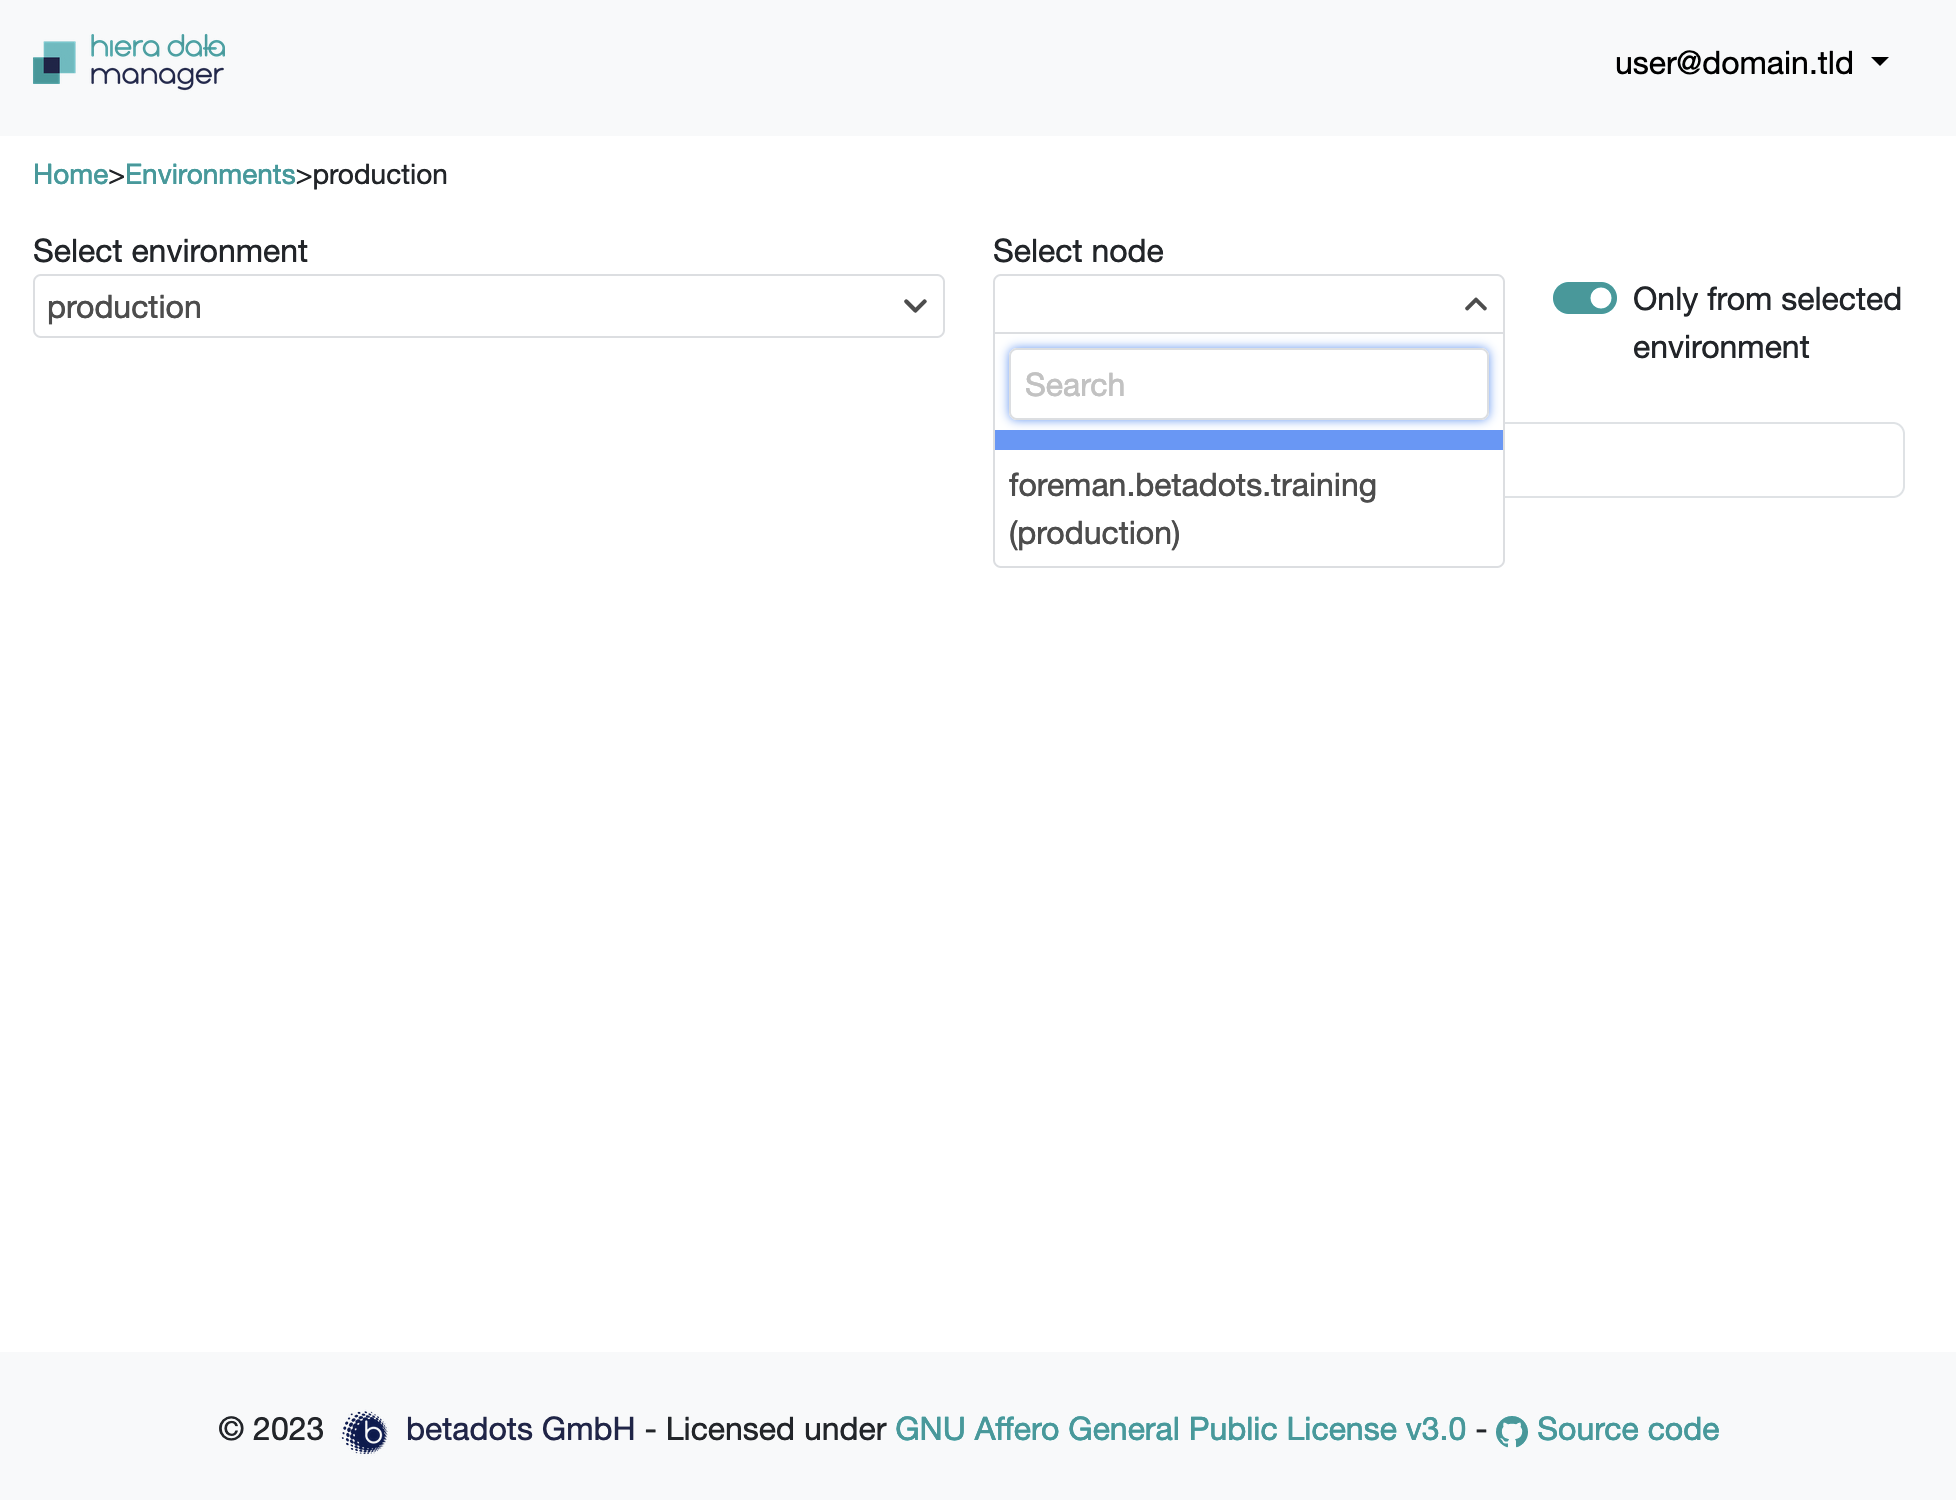 hiera data
manager
user@domain.tld
Home>Environments>production
Select environment
production
Select node
Search
foreman.betadots.training
(production)
Only from selected
environment
© 2023 b betadots GmbH - Licensed under GNU Affero General Public License v3.0 - Source code